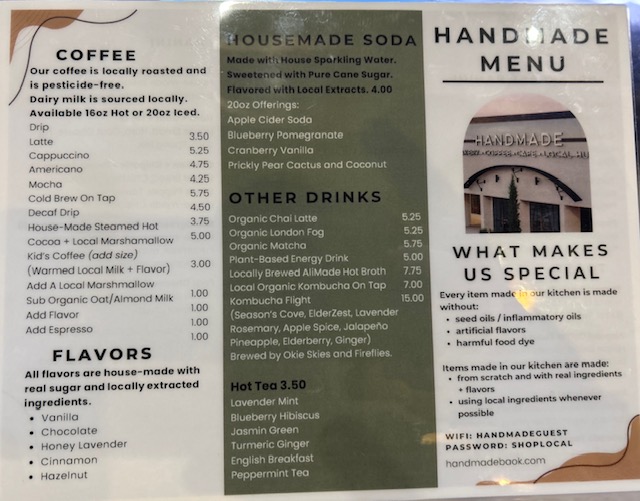 COFFEE
Our coffee is locally roasted and
is pesticide-free.
Dairy milk is sourced locally.
Available 16oz Hot or 20oz Iced.
Drip 3.50
Latte 5.25
Cappuccino 4.75
Americano 4.25
Mocha 5.75
Cold Brew On Tap 4.50
Decaf Drip 3.75
House-Made Steamed Hot
Cocoa + Local Marshamallow 5.00
Kid's Coffee (add size)
(Warmed Local Milk + Flavor) 3.00
Add A Local Marshmallow 1.00
Sub Organic Oat/Almond Milk 1.00
Add Flavor 1.00
Add Espresso 1.00
FLAVORS
All flavors are house-made with
real sugar and locally extracted
ingredients.
• Vanilla
• Chocolate
• Honey Lavender
• Cinnamon
• Hazelnut
HOUSEMADE SODA
Made with House Sparkling Water.
Sweetened with Pure Cane Sugar.
Flavored with Local Extracts. 4.00
20oz Offerings:
Apple Cider Soda
Blueberry Pomegranate
Cranberry Vanilla
Prickly Pear Cactus and Coconut
OTHER DRINKS
Organic Chai Latte 5.25
Organic London Fog 5.25
Organic Matcha 5.75
Plant-Based Energy Drink 5.00
Locally Brewed AliMade Hot Broth 7.75
Local Organic Kombucha On Tap 7.00
Kombucha Flight 15.00
(Season's Cove, ElderZest, Lavender
Rosemary, Apple Spice, Jalapeño
Pineapple, Elderberry, Ginger)
Brewed by Okie Skies and Fireflies.
Hot Tea 3.50
Lavender Mint
Blueberry Hibiscus
Jasmin Green
Turmeric Ginger
English Breakfast
Peppermint Tea
HANDMADE
MENU
HANDMADE
COFFEE • CAFE • LOCAL
WHAT MAKES
US SPECIAL
Every item made in our kitchen is made
without:
• seed oils / inflammatory oils
• artificial flavors
• harmful food dye
Items made in our kitchen are made:
• from scratch and with real ingredients
+ flavors
• using local ingredients whenever
possible
WIFI: HANDMADEGUEST
PASSWORD: SHOPLOCAL
handmadebaok.com